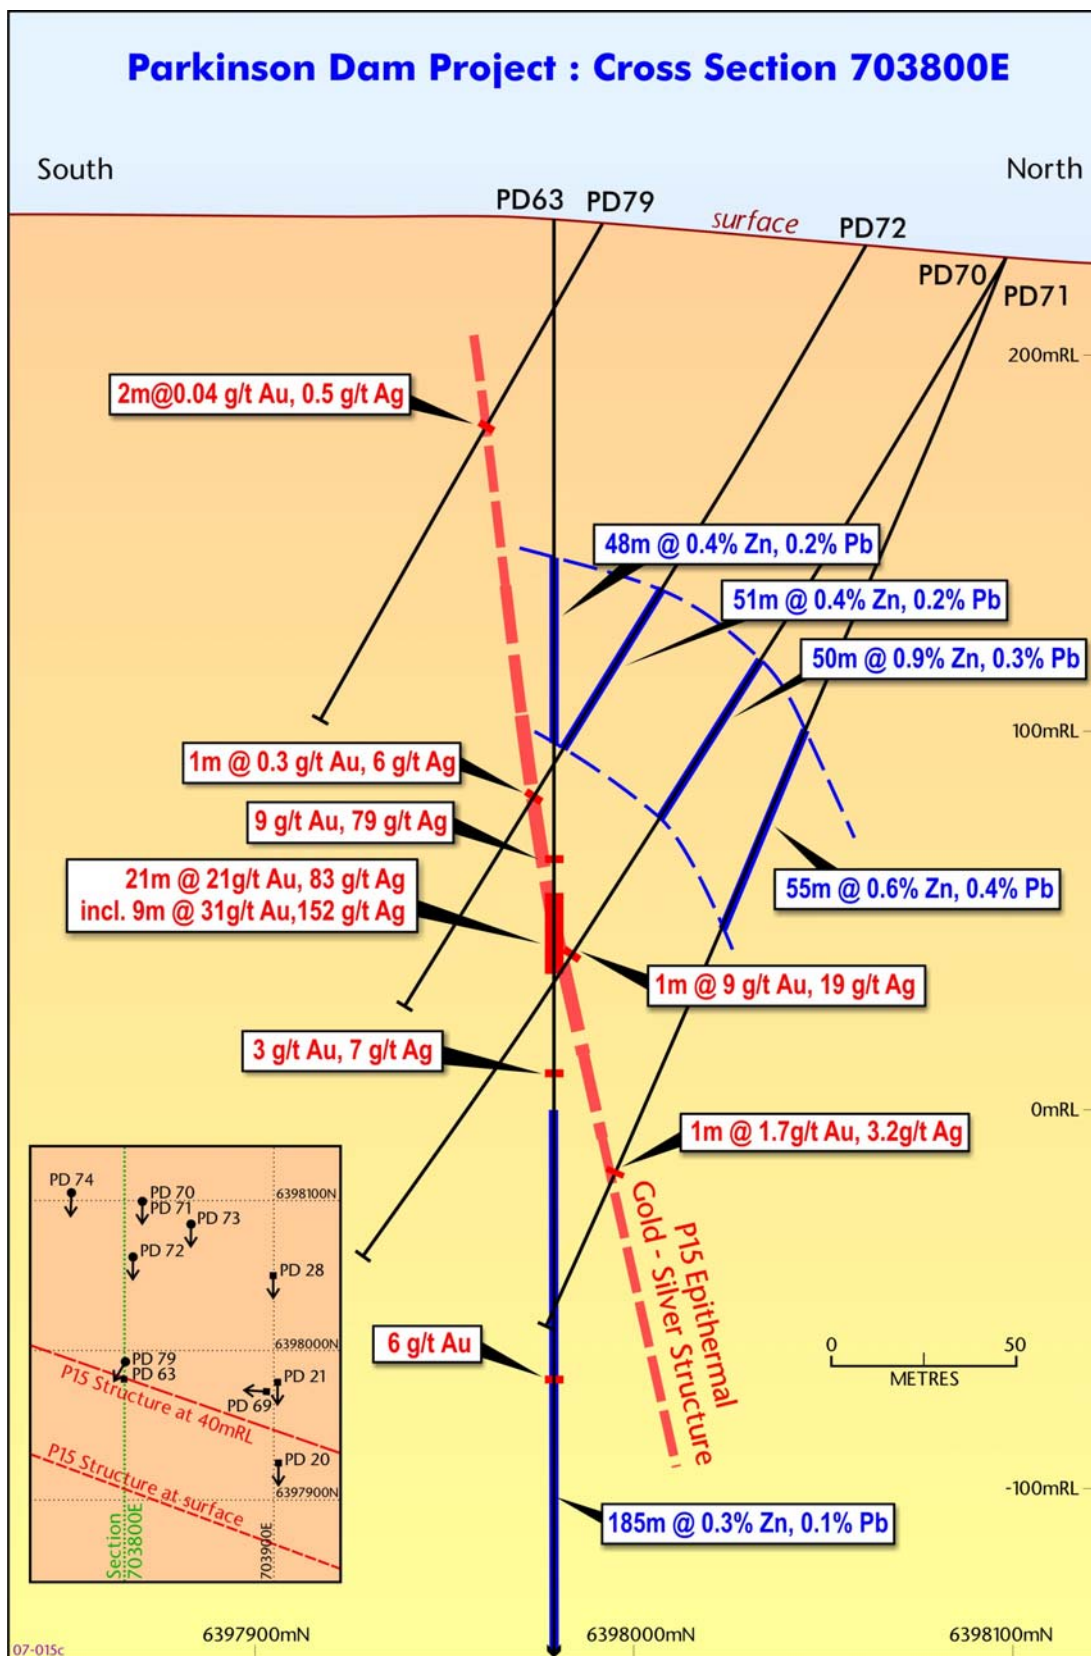 Parkinson Dam Project : Cross Section 703800E
South
North
PD63
PD79
surface
PD72
PD70
PD71
200mRL
2m@0.04 g/t Au, 0.5 g/t Ag
48m @ 0.4% Zn, 0.2% Pb
51m @ 0.4% Zn, 0.2% Pb
50m @ 0.9% Zn, 0.3% Pb
100mRL
1m @ 0.3 g/t Au, 6 g/t Ag
9 g/t Au, 79 g/t Ag
21m @ 21g/t Au, 83 g/t Ag
incl. 9m @ 31g/t Au,152 g/t Ag
55m @ 0.6% Zn, 0.4% Pb
1m @ 9 g/t Au, 19 g/t Ag
3 g/t Au, 7 g/t Ag
0mRL
1m @ 1.7g/t Au, 3.2g/t Ag
P15 Epithermal
Gold - Silver Structure
6 g/t Au
0
50
METRES
-100mRL
185m @ 0.3% Zn, 0.1% Pb
PD 74
PD 70
PD 71
6398100N
PD 73
PD 72
PD 28
6398000N
PD 79
PD 63
PD 21
PD 69
P15 Structure at 40mRL
PD 20
P15 Structure at surface
6397900N
Section
703800E
703900E
6397900mN
6398000mN
6398100mN
07-015c